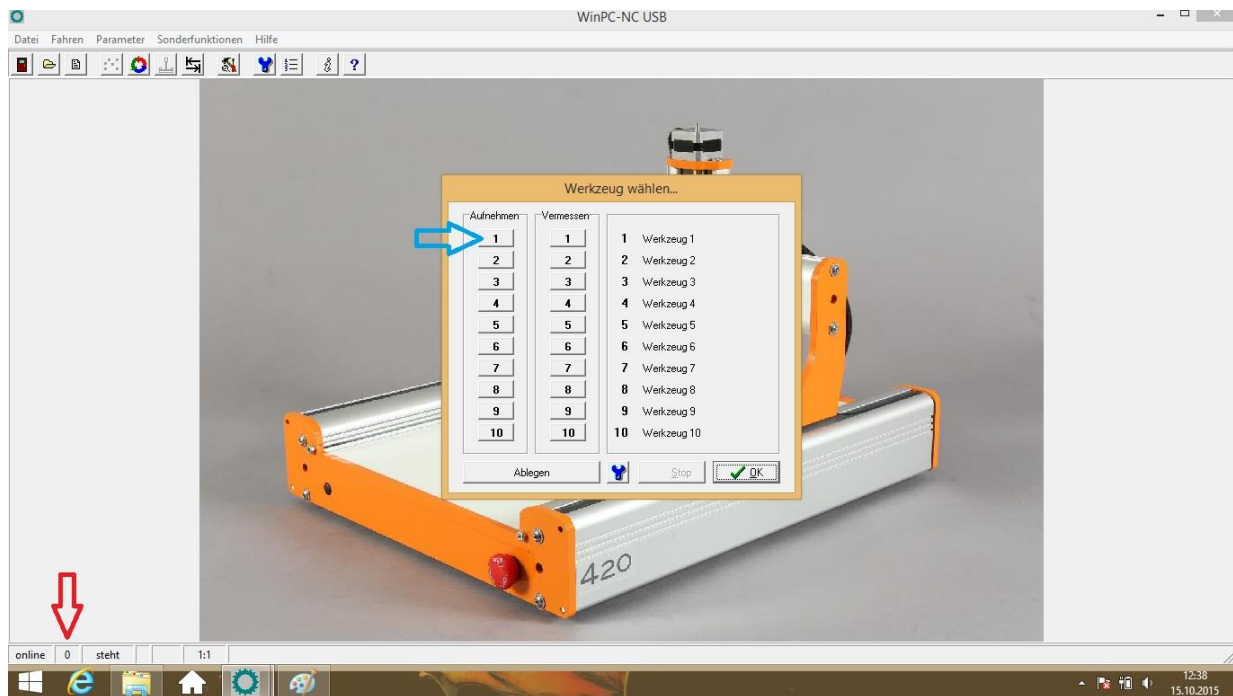 WinPC-NC USB
Datei Fahren Parameter Sonderfunktionen Hilfe
Werkzeug wählen...
Aufnehmen Vermessen
1 1 1 Werkzeug 1
2 2 2 Werkzeug 2
3 3 3 Werkzeug 3
4 4 4 Werkzeug 4
5 5 5 Werkzeug 5
6 6 6 Werkzeug 6
7 7 7 Werkzeug 7
8 8 8 Werkzeug 8
9 9 9 Werkzeug 9
10 10 10 Werkzeug 10
Ablegen Stop OK
420
online 0 steht 1:1
12:38
15.10.2015